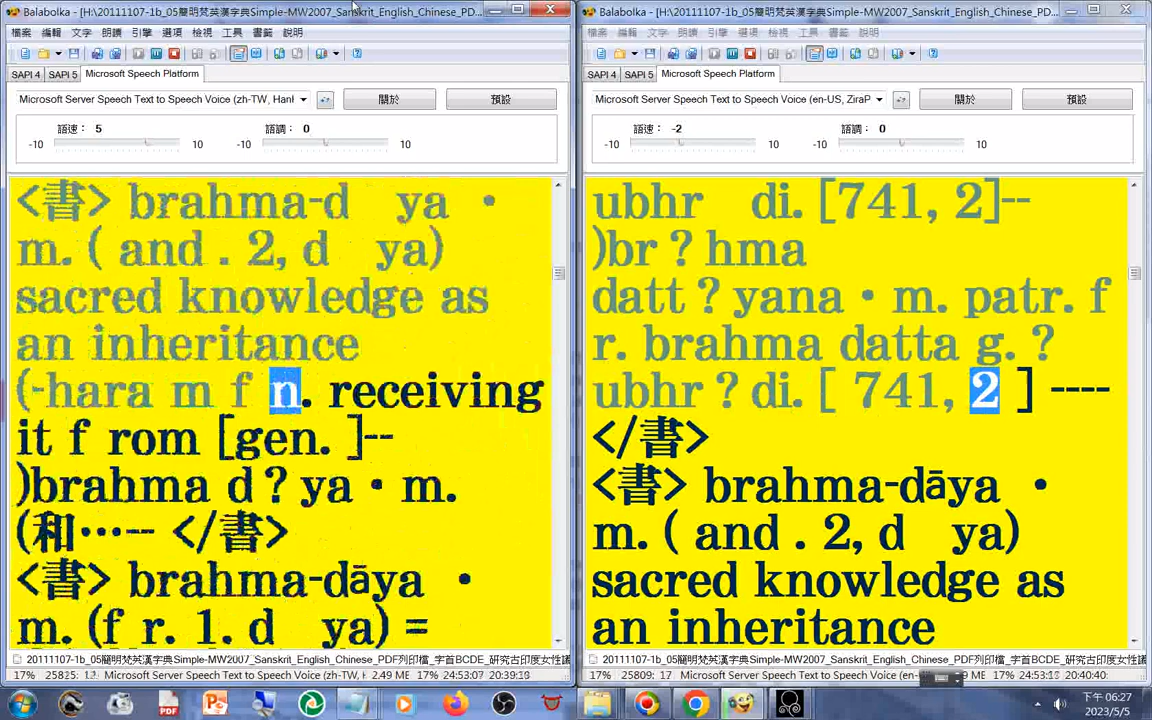 Balabolka - [H:\20111107-1b_05簡明梵英漢字典Simple-MW2007_Sanskrit_English_Chinese_PD...
檔案 編輯 文字 朗讀 引擎 選項 檢視 工具 書籤 說明
SAPI 4 SAPI 5 Microsoft Speech Platform
Microsoft Server Speech Text to Speech Voice (zh-TW, Hanl
關於 預設
語速： 5 語調： 0
-10 10 -10 10
<書> brahma-d ya •
m. ( and . 2, d ya)
sacred knowledge as
an inheritance
(-hara m f n. receiving
it f rom [gen. ]--
)brahma d ? ya • m.
(和…-- </書>
<書> brahma-dāya •
m. (f r. 1. d ya) =
20111107-1b_05簡明梵英漢字典Simple-MW2007_Sanskrit_English_Chinese_PDF列印檔_字首BCDE_研究古印度女性議
17% 25825: 12 Microsoft Server Speech Text to Speech Voice (zh-TW, H 2.49 MB 17% 24:53:07 20:39:18
Balabolka - [H:\20111107-1b_05簡明梵英漢字典Simple-MW2007_Sanskrit_English_Chinese_PD...
檔案 編輯 文字 朗讀 引擎 選項 檢視 工具 書籤 說明
SAPI 4 SAPI 5 Microsoft Speech Platform
Microsoft Server Speech Text to Speech Voice (en-US, ZiraP
關於 預設
語速： -2 語調： 0
-10 10 -10 10
ubhr di. [741, 2]--
)br ? hma
datt ? yana • m. patr. f
r. brahma datta g. ?
ubhr ? di. [ 741, 2 ] ----
</書>
<書> brahma-dāya •
m. ( and . 2, d ya)
sacred knowledge as
an inheritance
20111107-1b_05簡明梵英漢字典Simple-MW2007_Sanskrit_English_Chinese_PDF列印檔_字首BCDE_研究古印度女性議
17% 25809: Microsoft Server Speech Text to Speech Voice (en-US, Z MB 17% 24:53:1 20:40:40
PDF
下午 06:27
2023/5/5